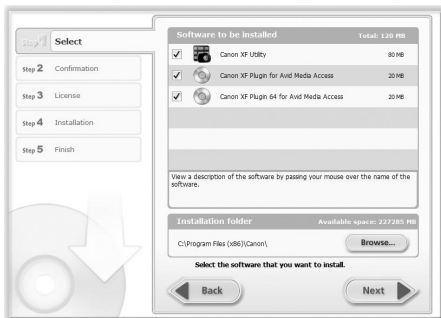 Step 1 Select
Step 2 Confirmation
Step 3 License
Step 4 Installation
Step 5 Finish
Software to be installed Total: 120 MB
Canon XF Utility 80 MB
Canon XF Plugin for Avid Media Access 20 MB
Canon XF Plugin 64 for Avid Media Access 20 MB
View a description of the software by passing your mouse over the name of the
software.
Installation folder Available space: 227285 MB
C:\Program Files (x86)\Canon\ Browse...
Select the software that you want to install.
Back Next